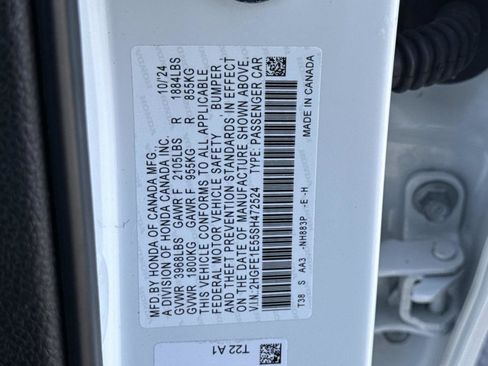 MFD.BY HONDA OF CANADA MFG. 10/'24
A DIVISION OF HONDA CANADA INC.
GVWR 3968LBS GAWR F 2105LBS R 1884LBS
GVWR 1800KG GAWR F 955KG R 855KG
THIS VEHICLE CONFORMS TO ALL APPLICABLE
FEDERAL MOTOR VEHICLE SAFETY, BUMPER,
AND THEFT PREVENTION STANDARDS IN EFFECT
ON THE DATE OF MANUFACTURE SHOWN ABOVE.
V.I.N.:2HGFE1E55SH472524 TYPE: PASSENGER CAR
T38 S AA3 -NH883P -E -H
MADE IN CANADA
T22 A1